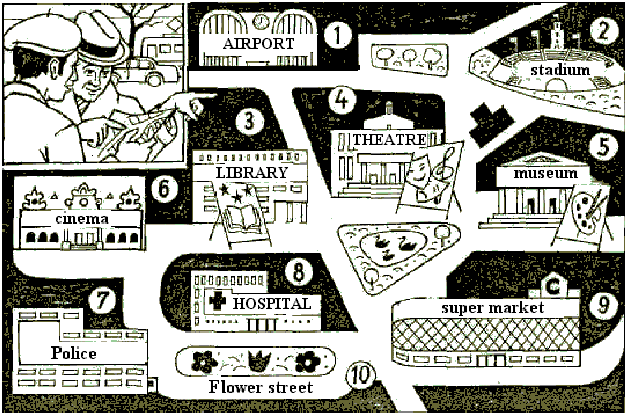 1
AIRPORT
2
stadium
3
LIBRARY
4
THEATRE
5
museum
6
cinema
7
Police
8
HOSPITAL
C
super market
9
Flower street
10